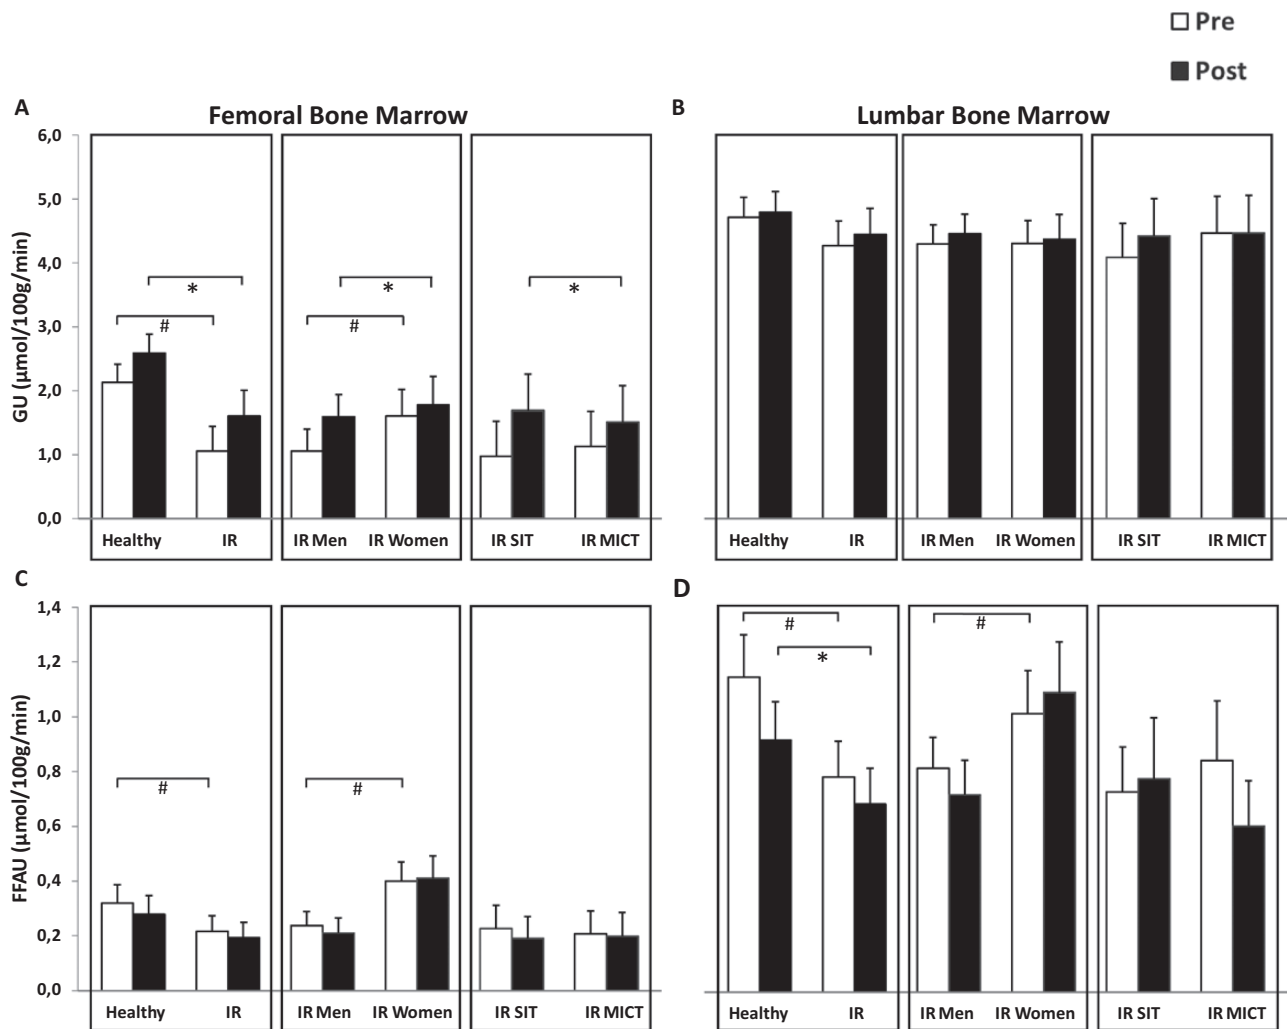 Pre
Post
A
Femoral Bone Marrow
B
Lumbar Bone Marrow
GU (µmol/100g/min)
6,0
5,0
4,0
3,0
2,0
1,0
0,0
* * *
# #
Healthy IR IR Men IR Women IR SIT IR MICT
Healthy IR IR Men IR Women IR SIT IR MICT
C
D
FFAU (µmol/100g/min)
1,4
1,2
1,0
0,8
0,6
0,4
0,2
0,0
# #
# #
*
Healthy IR IR Men IR Women IR SIT IR MICT
Healthy IR IR Men IR Women IR SIT IR MICT